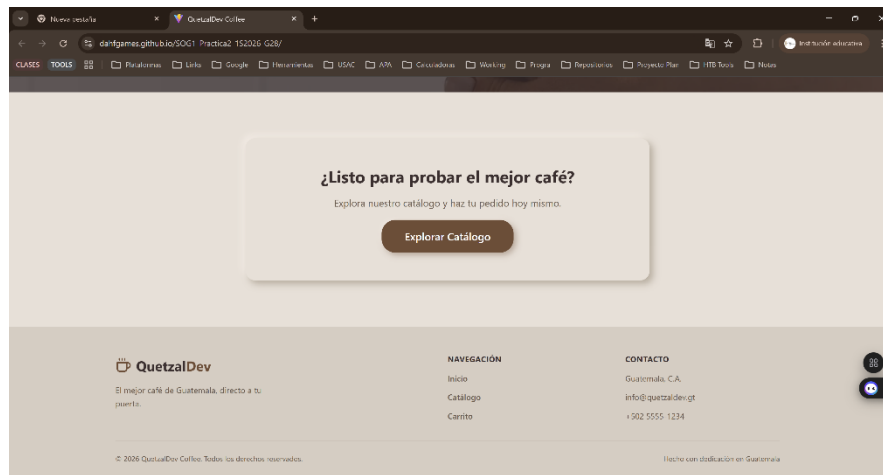 Nueva pestaña
QuetzalDev Coffee
dahfgames.github.io/SOG1_Practica2_1S2026_G28/
Institución educativa
CLASES TOOLS Plataformas Links Google Herramientas USAC APA Calculadoras Working Progra Repositorios Proyecto Plan HTB Tools Notas
¿Listo para probar el mejor café?
Explora nuestro catálogo y haz tu pedido hoy mismo.
Explorar Catálogo
QuetzalDev
El mejor café de Guatemala, directo a tu
puerta.
NAVEGACIÓN
Inicio
Catálogo
Carrito
CONTACTO
Guatemala, C.A.
info@quetzaldev.gt
+502 5555-1234
© 2026 QuetzalDev Coffee. Todos los derechos reservados.
Hecho con dedicación en Guatemala